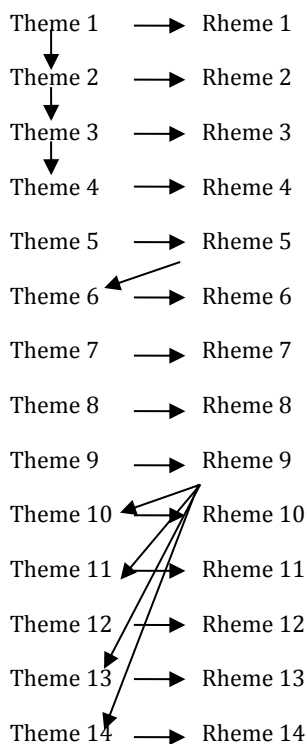 Theme 1 Rheme 1
Theme 2 Rheme 2
Theme 3 Rheme 3
Theme 4 Rheme 4
Theme 5 Rheme 5
Theme 6 Rheme 6
Theme 7 Rheme 7
Theme 8 Rheme 8
Theme 9 Rheme 9
Theme 10 Rheme 10
Theme 11 Rheme 11
Theme 12 Rheme 12
Theme 13 Rheme 13
Theme 14 Rheme 14